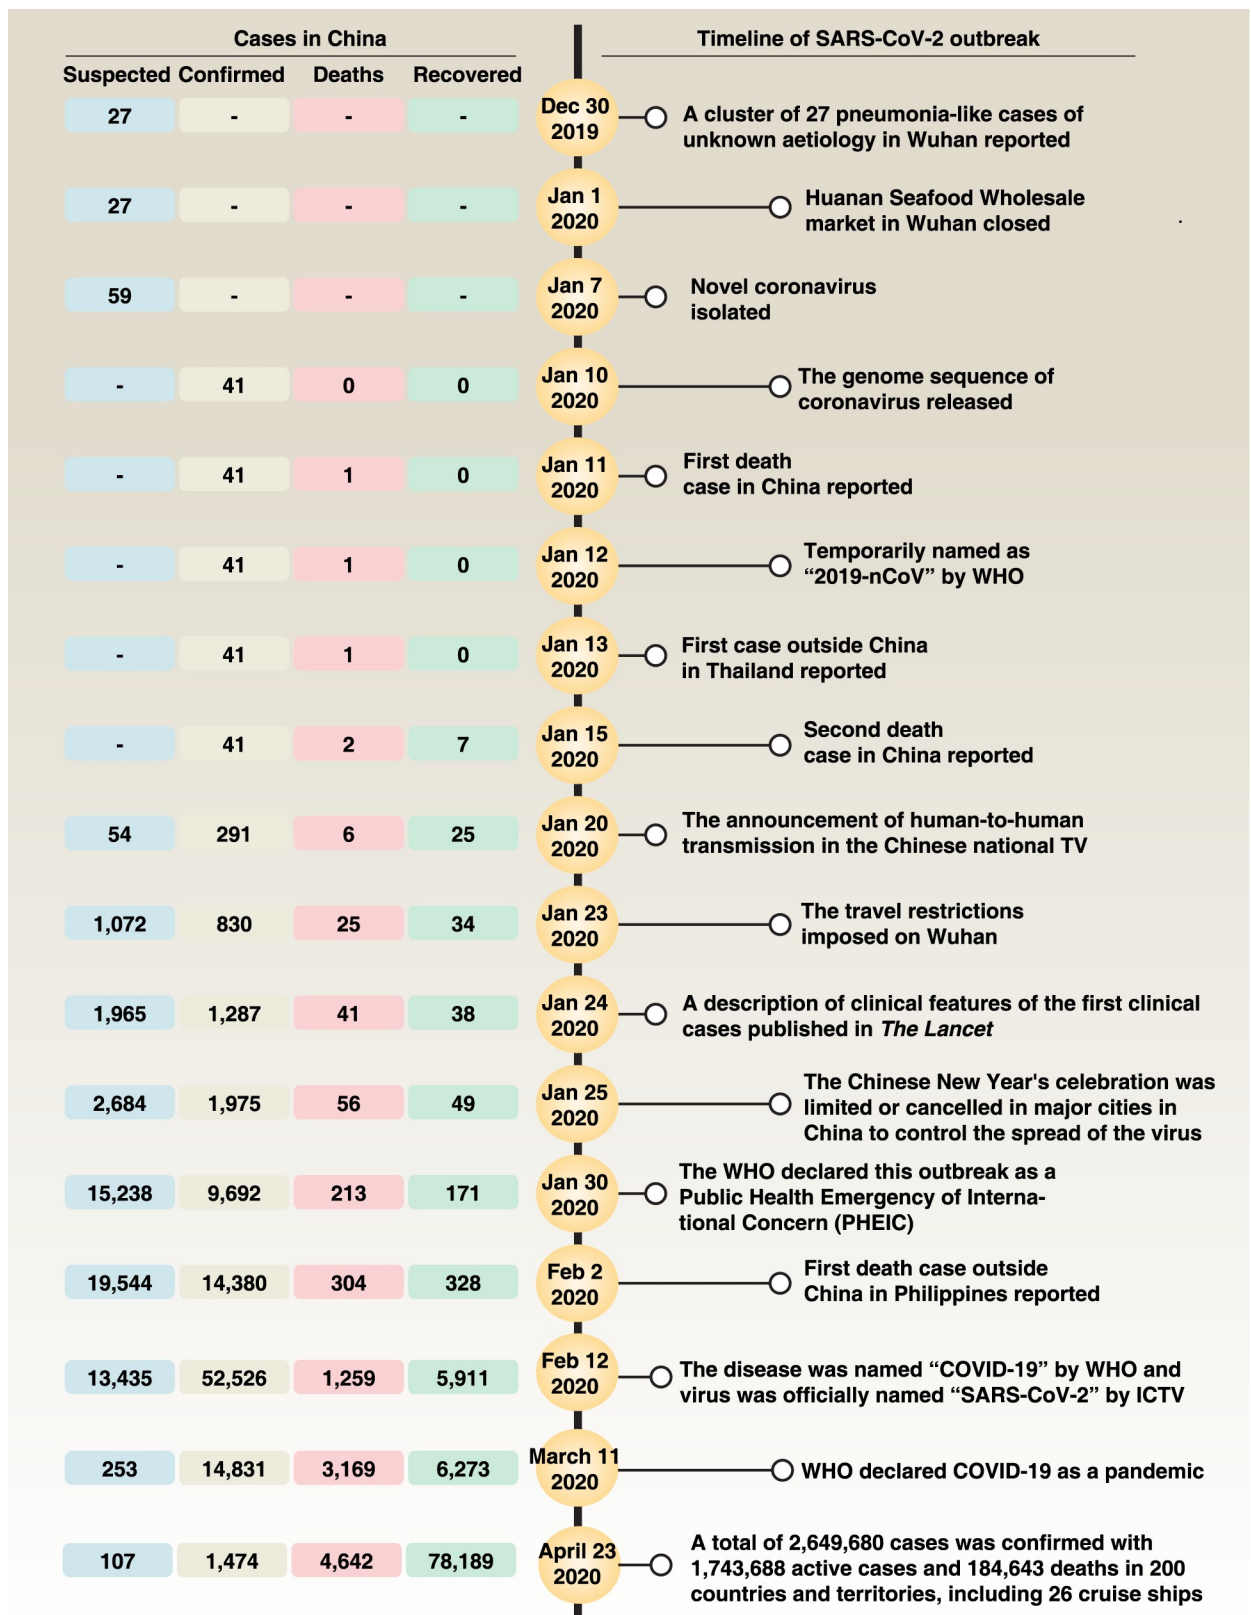 Cases in China
Timeline of SARS-CoV-2 outbreak
Suspected Confirmed Deaths Recovered
27 - - -
Dec 30
2019
A cluster of 27 pneumonia-like cases of
unknown aetiology in Wuhan reported
27 - - -
Jan 1
2020
Huanan Seafood Wholesale
market in Wuhan closed
59 - - -
Jan 7
2020
Novel coronavirus
isolated
- 41 0 0
Jan 10
2020
The genome sequence of
coronavirus released
- 41 1 0
Jan 11
2020
First death
case in China reported
- 41 1 0
Jan 12
2020
Temporarily named as
“2019-nCoV” by WHO
- 41 1 0
Jan 13
2020
First case outside China
in Thailand reported
- 41 2 7
Jan 15
2020
Second death
case in China reported
54 291 6 25
Jan 20
2020
The announcement of human-to-human
transmission in the Chinese national TV
1,072 830 25 34
Jan 23
2020
The travel restrictions
imposed on Wuhan
1,965 1,287 41 38
Jan 24
2020
A description of clinical features of the first clinical
cases published in The Lancet
2,684 1,975 56 49
Jan 25
2020
The Chinese New Year's celebration was
limited or cancelled in major cities in
China to control the spread of the virus
15,238 9,692 213 171
Jan 30
2020
The WHO declared this outbreak as a
Public Health Emergency of Interna-
tional Concern (PHEIC)
19,544 14,380 304 328
Feb 2
2020
First death case outside
China in Philippines reported
13,435 52,526 1,259 5,911
Feb 12
2020
The disease was named “COVID-19” by WHO and
virus was officially named “SARS-CoV-2” by ICTV
253 14,831 3,169 6,273
March 11
2020
WHO declared COVID-19 as a pandemic
107 1,474 4,642 78,189
April 23
2020
A total of 2,649,680 cases was confirmed with
1,743,688 active cases and 184,643 deaths in 200
countries and territories, including 26 cruise ships